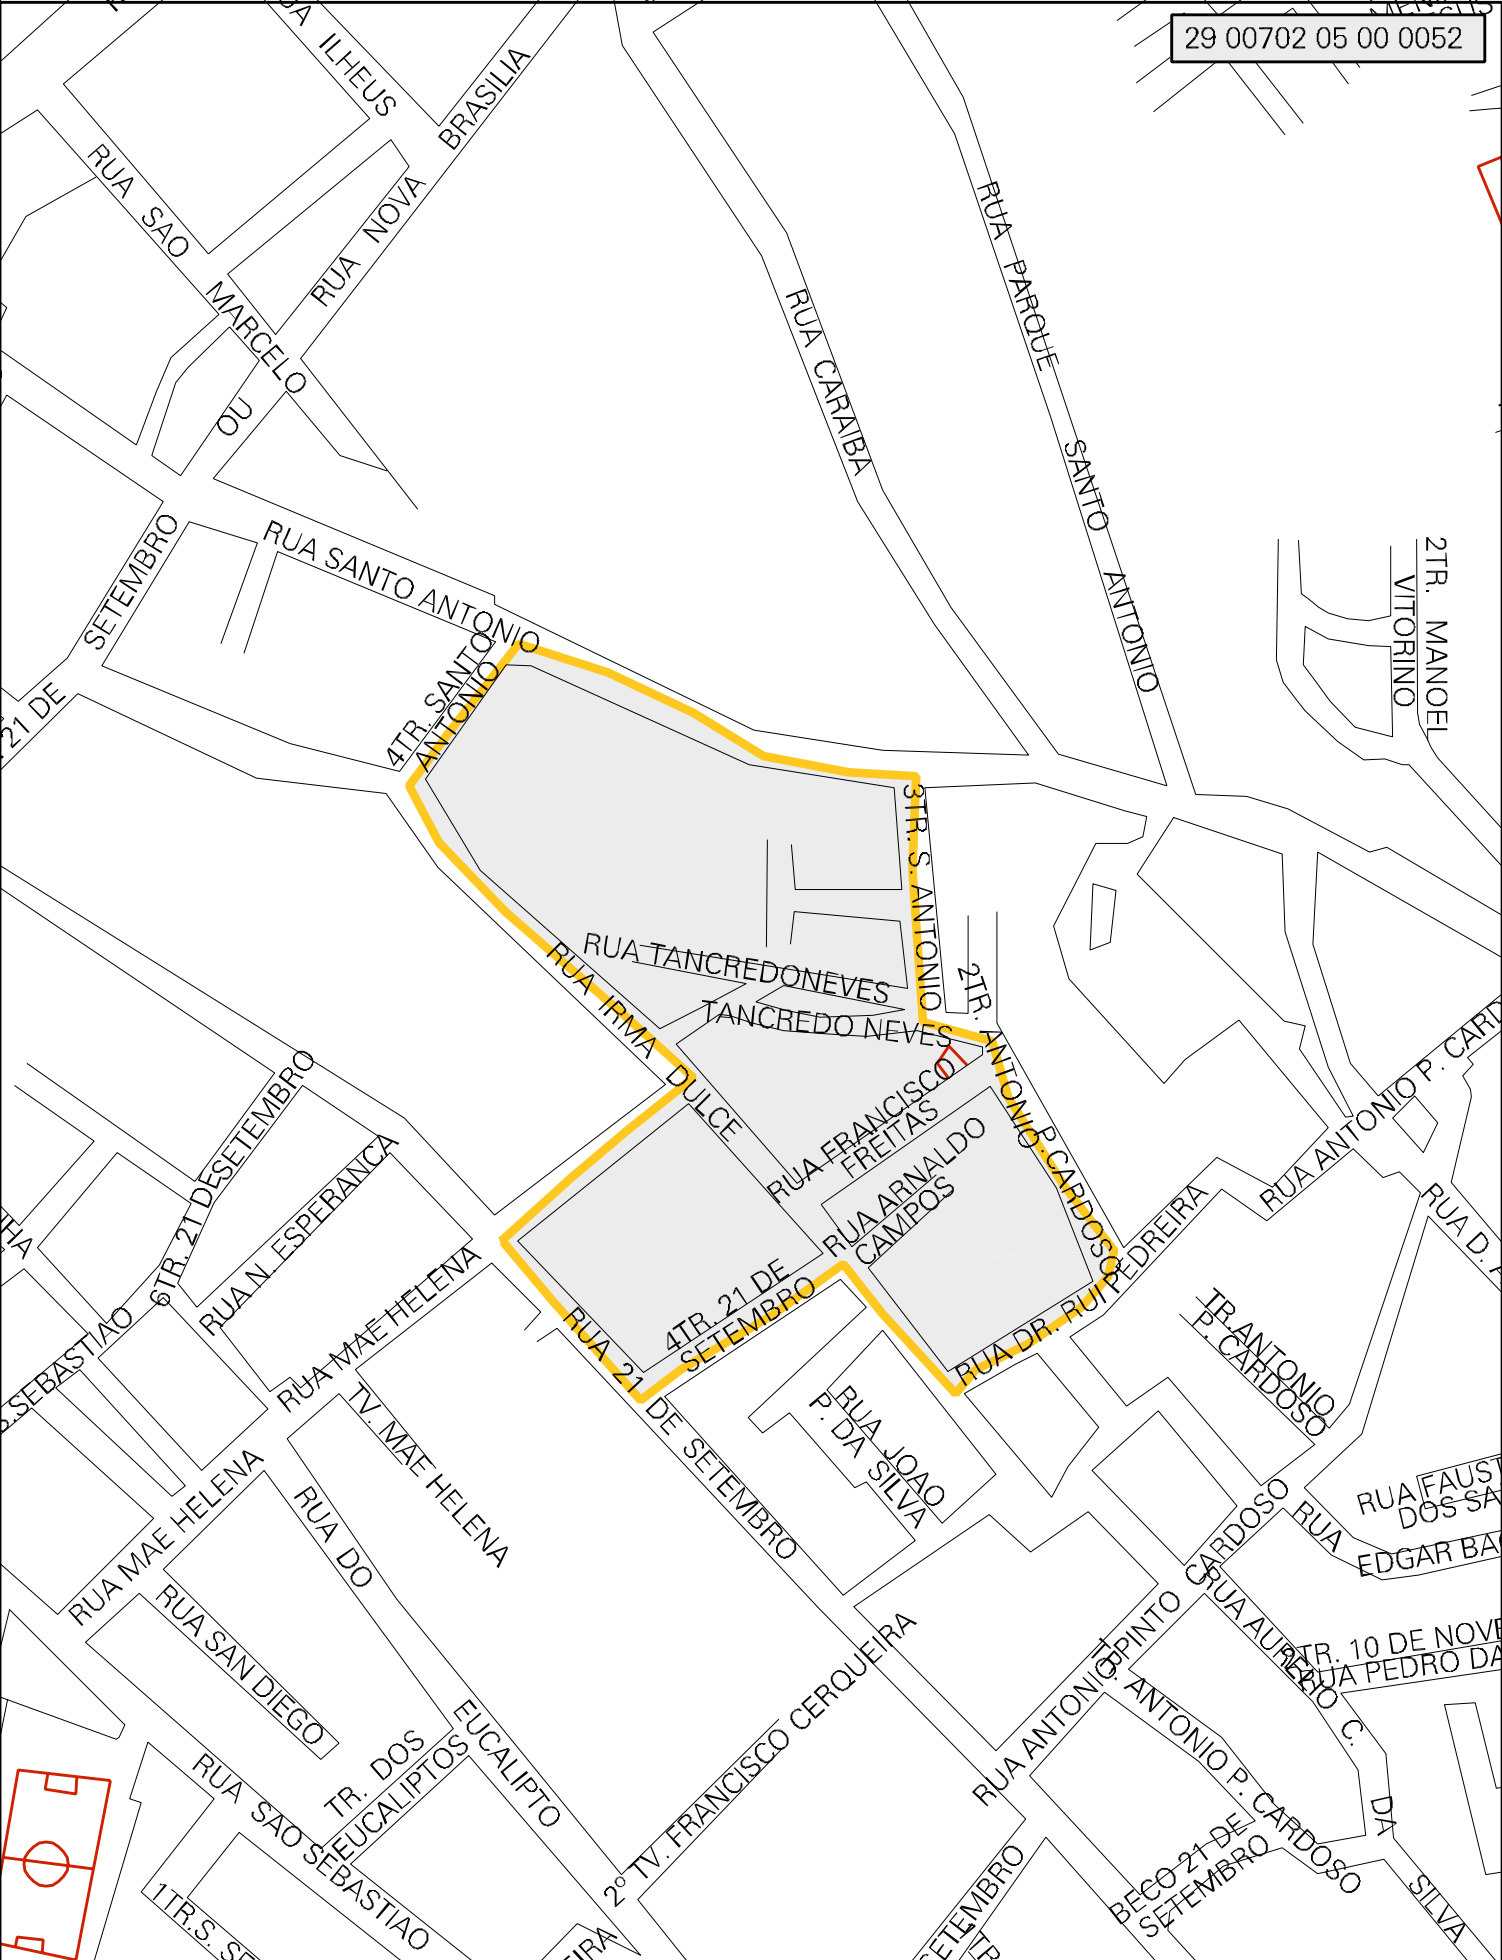 29 00702 05 00 0052
ILHEUS
RUA NOVA BRASILIA
RUA SAO MARCELO
OU
RUA CARAIBA
RUA PARQUE SANTO ANTONIO
2TR. MANOEL
VITORINO
RUA SANTO ANTONIO
SETEMBRO
21 DE
4TR. SANTO
ANTONIO
3TR. S. ANTONIO
2TR. ANTONIO P. CARDOSO
RUA TANCREDONEVES
TANCREDO NEVES
RUA IRMA DULCE
RUA FRANCISCO
FREITAS
RUA ARNALDO
CAMPOS
RUA ANTONIO P. CARD
RUA D.
6TR. 21 DESETEMBRO
RUA N. ESPERANCA
RUA MAE HELENA
4TR. 21 DE
SETEMBRO
RUA DR. RUI PEDREIRA
TR.ANTONIO
P. CARDOSO
S.SEBASTIAO
RUA 21 DE SETEMBRO
RUA JOAO
P. DA SILVA
TV. MAE HELENA
RUA MAE HELENA
RUA DO EUCALIPTO
RUA FAUST
DOS SA
RUA
EDGAR BA
RUA ANTONIO PINTO CARDOSO
RUA AURELIO C. DA SILVA
TR. 10 DE NOVE
RUA PEDRO DA
RUA SAN DIEGO
TR. DOS
EUCALIPTOS
RUA SAO SEBASTIAO
2º TV. FRANCISCO CERQUEIRA
TR. ANTONIO P. CARDOSO
BECO 21 DE
SETEMBRO
1TR.S. SE
EIRA
SETEMBRO
TR